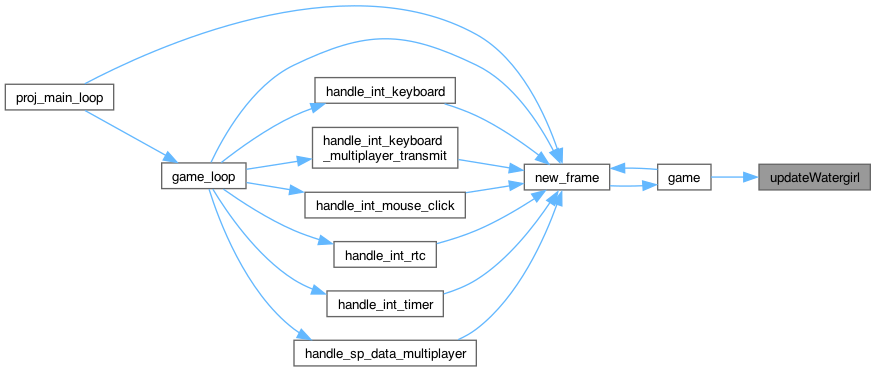 proj_main_loop
game_loop
handle_int_keyboard
handle_int_keyboard
_multiplayer_transmit
handle_int_mouse_click
handle_int_rtc
handle_int_timer
handle_sp_data_multiplayer
new_frame
game
updateWatergirl